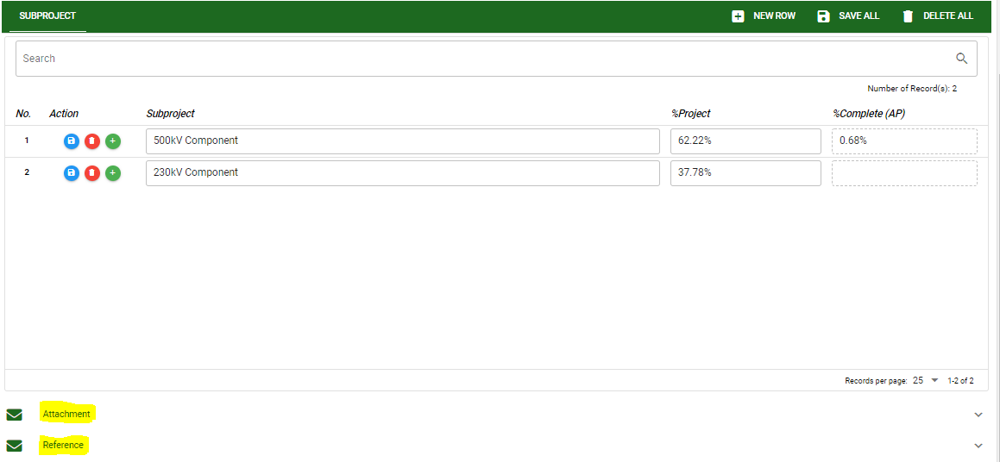 SUBPROJECT NEW ROW SAVE ALL DELETE ALL
Search
Number of Record(s): 2
No. Action Subproject %Project %Complete (AP)
1 500kV Component 62.22% 0.68%
2 230kV Component 37.78%
Records per page: 25 1-2 of 2
Attachment
Reference